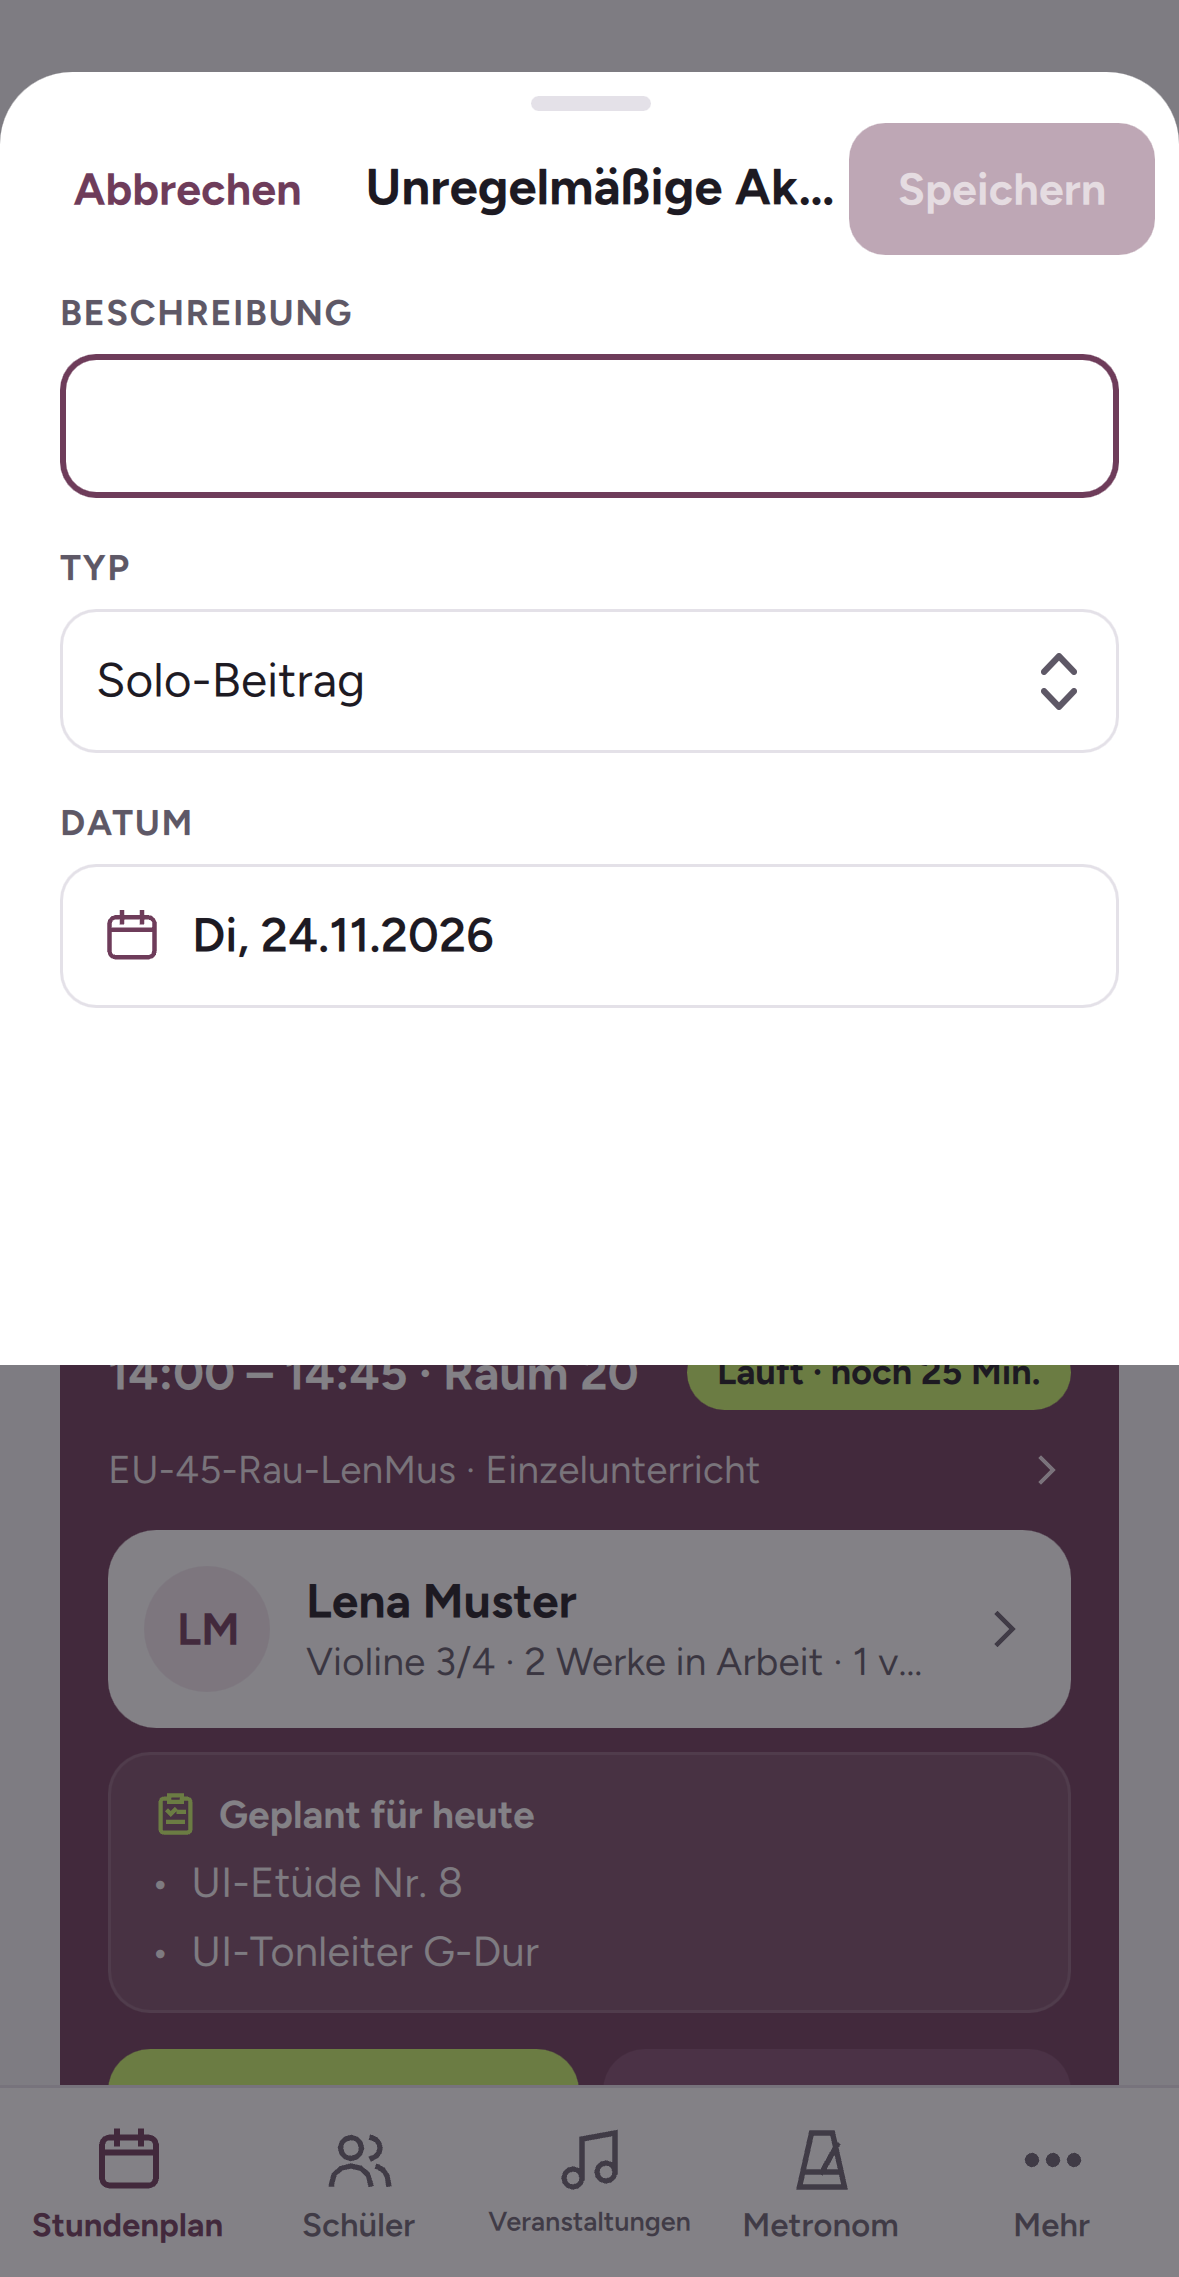 Abbrechen
Unregelmäßige Ak...
Speichern
BESCHREIBUNG
TYP
Solo-Beitrag
DATUM
Di, 24.11.2026
14:00 – 14:45 · Raum 20
Läuft · noch 25 Min.
EU-45-Rau-LenMus · Einzelunterricht
LM
Lena Muster
Violine 3/4 · 2 Werke in Arbeit · 1 v...
Geplant für heute
• UI-Etüde Nr. 8
• UI-Tonleiter G-Dur
Stundenplan
Schüler
Veranstaltungen
Metronom
Mehr